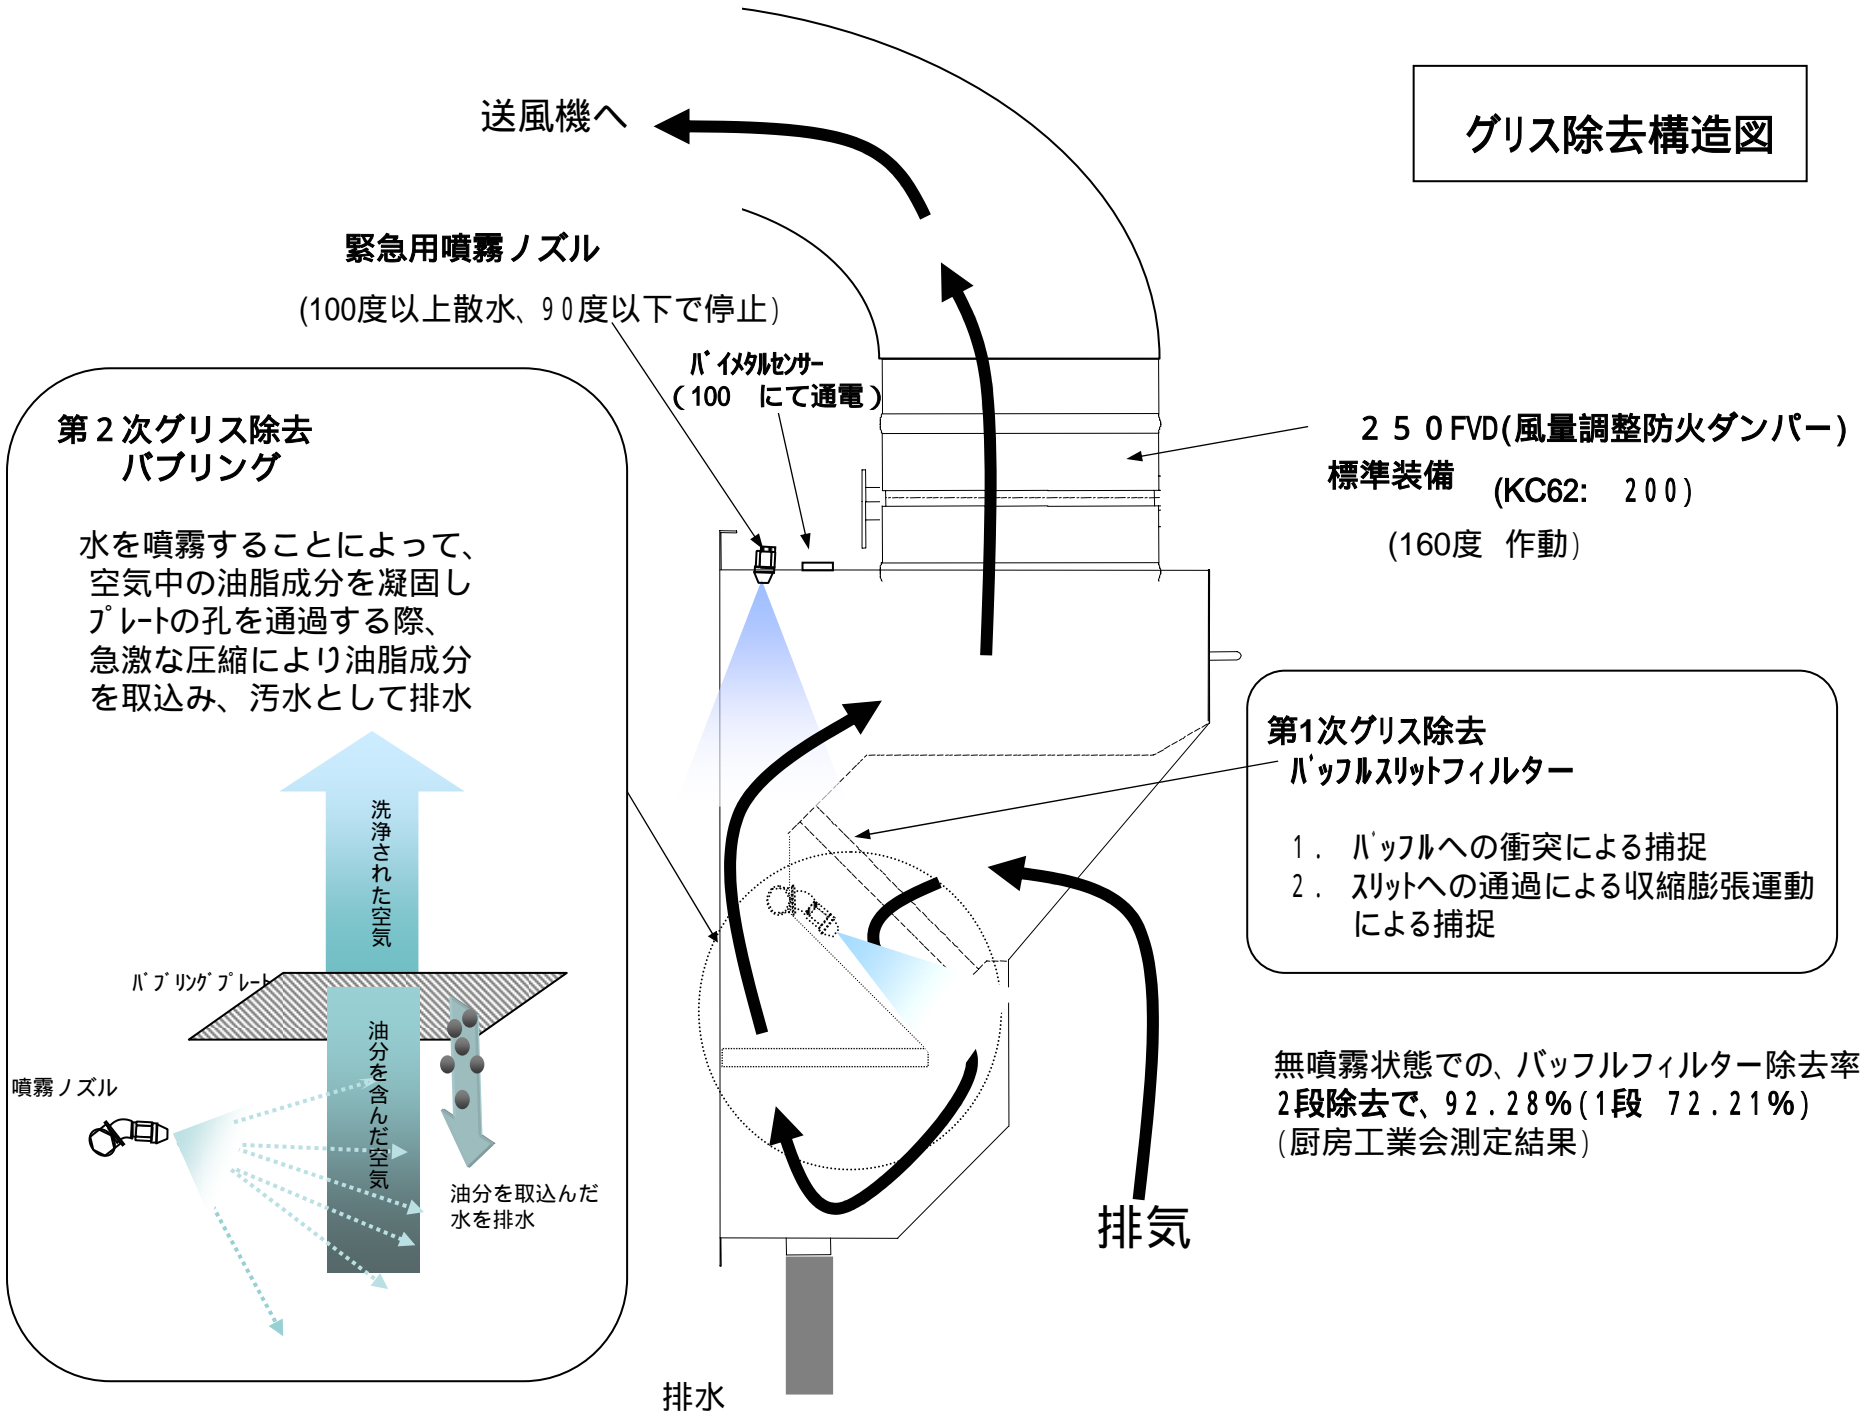 グリス除去構造図
送風機へ
緊急用噴霧ノズル
(100度以上散水、90度以下で停止)
バイメタルセンサー
(100　にて通電)
250FVD(風量調整防火ダンパー)
標準装備 (KC62:　200)
(160度 作動)
第2次グリス除去
バブリング
水を噴霧することによって、
空気中の油脂成分を凝固し
プレートの孔を通過する際、
急激な圧縮により油脂成分
を取込み、汚水として排水
洗浄された空気
バブリングプレート
油分を含んだ空気
噴霧ノズル
油分を取込んだ
水を排水
第1次グリス除去
バッフルスリットフィルター
1. バッフルへの衝突による捕捉
2. スリットへの通過による収縮膨張運動
による捕捉
無噴霧状態での、バッフルフィルター除去率
2段除去で、92.28%(1段　72.21%)
(厨房工業会測定結果)
排気
排水